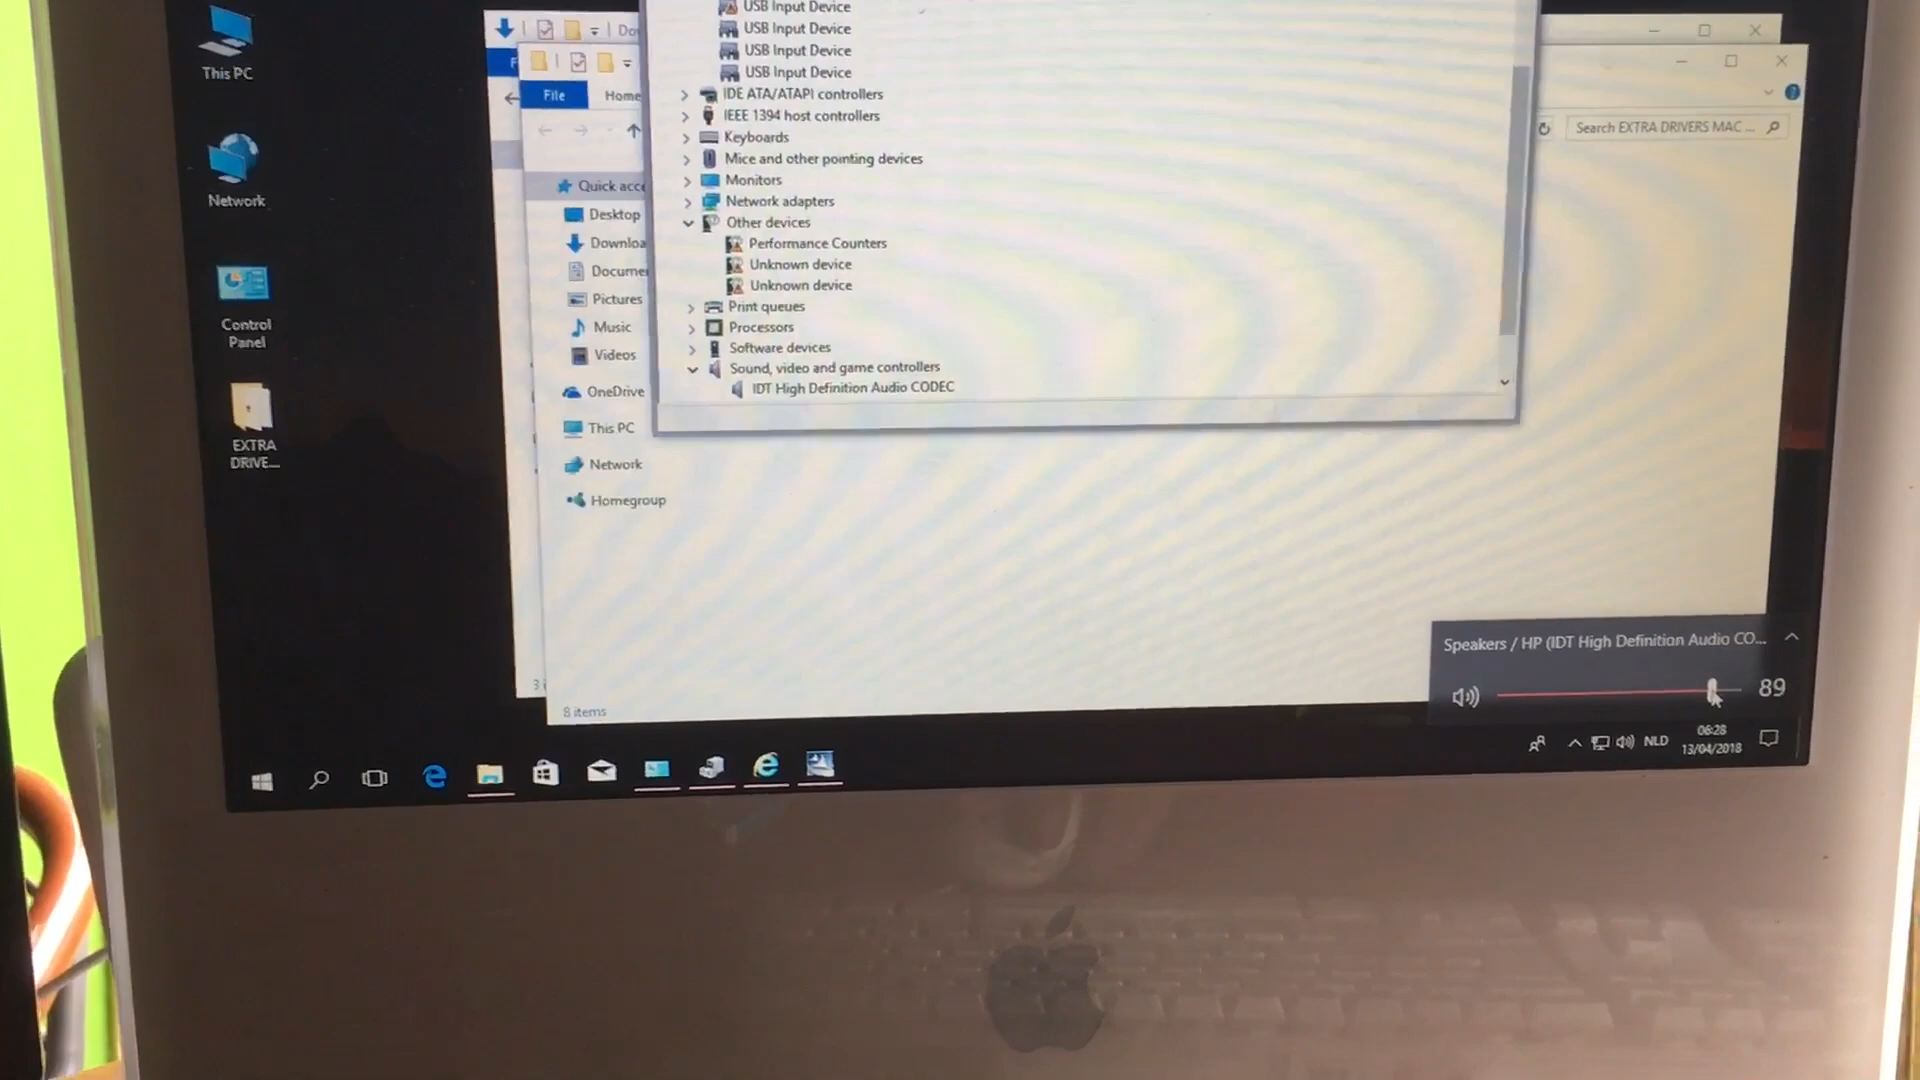 This PC
Network
Control
Panel
EXTRA
DRIVE...
Do
F
File
Home
Search EXTRA DRIVERS MAC ...
Quick acc
Desktop
Downloa
Docume
Pictures
Music
Videos
OneDrive
This PC
Network
Homegroup
3 i
8 items
USB Input Device
USB Input Device
USB Input Device
USB Input Device
IDE ATA/ATAPI controllers
IEEE 1394 host controllers
Keyboards
Mice and other pointing devices
Monitors
Network adapters
Other devices
Performance Counters
Unknown device
Unknown device
Print queues
Processors
Software devices
Sound, video and game controllers
IDT High Definition Audio CODEC
Speakers / HP (IDT High Definition Audio CO...
89
NLD
06:28
13/04/2018